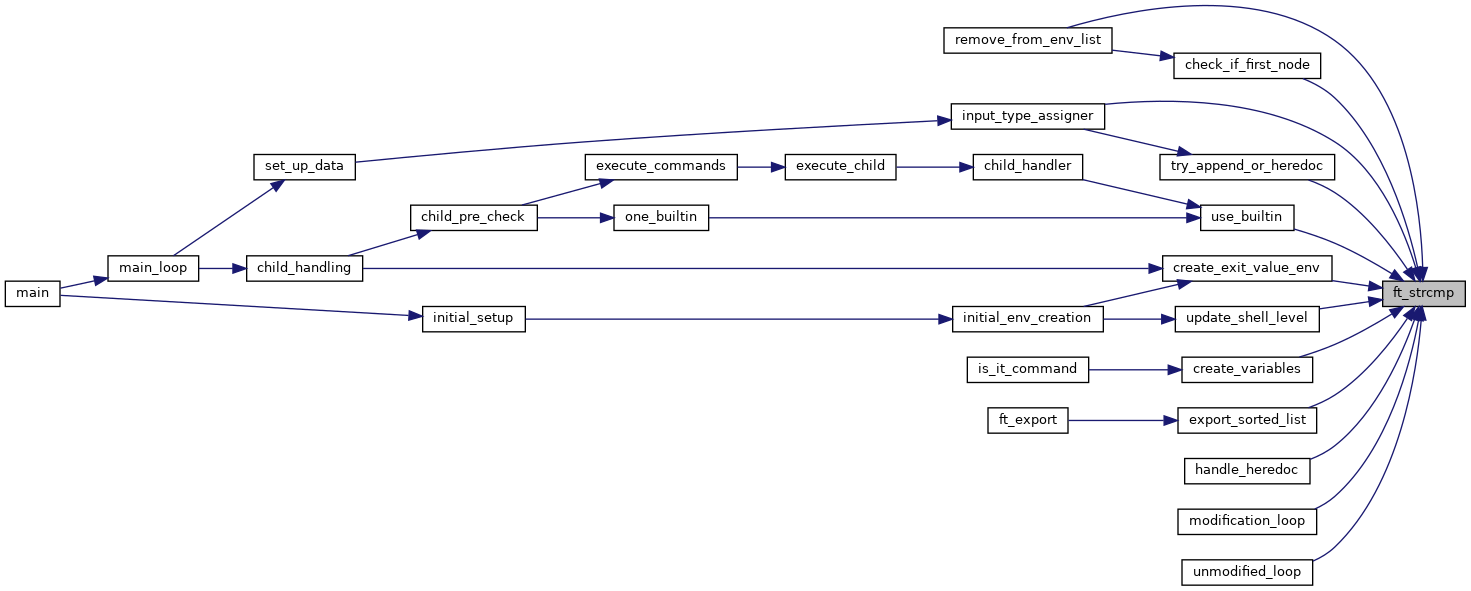 remove_from_env_list
check_if_first_node
input_type_assigner
set_up_data
execute_commands
execute_child
child_handler
try_append_or_heredoc
child_pre_check
one_builtin
use_builtin
main_loop
child_handling
create_exit_value_env
main
ft_strcmp
initial_setup
initial_env_creation
update_shell_level
is_it_command
create_variables
ft_export
export_sorted_list
handle_heredoc
modification_loop
unmodified_loop